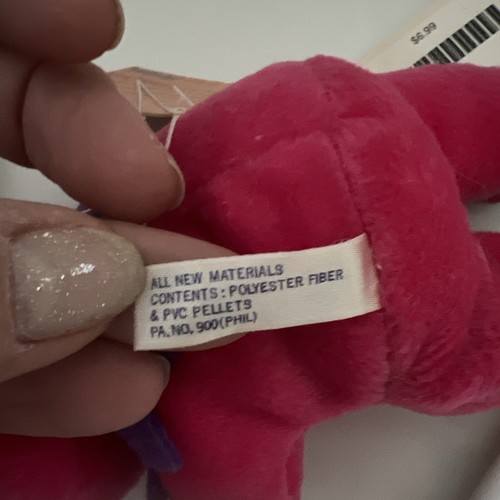 $6.99
ALL NEW MATERIALS
CONTENTS : POLYESTER FIBER
& PVC PELLETS
PA. NO. 900(PHIL)